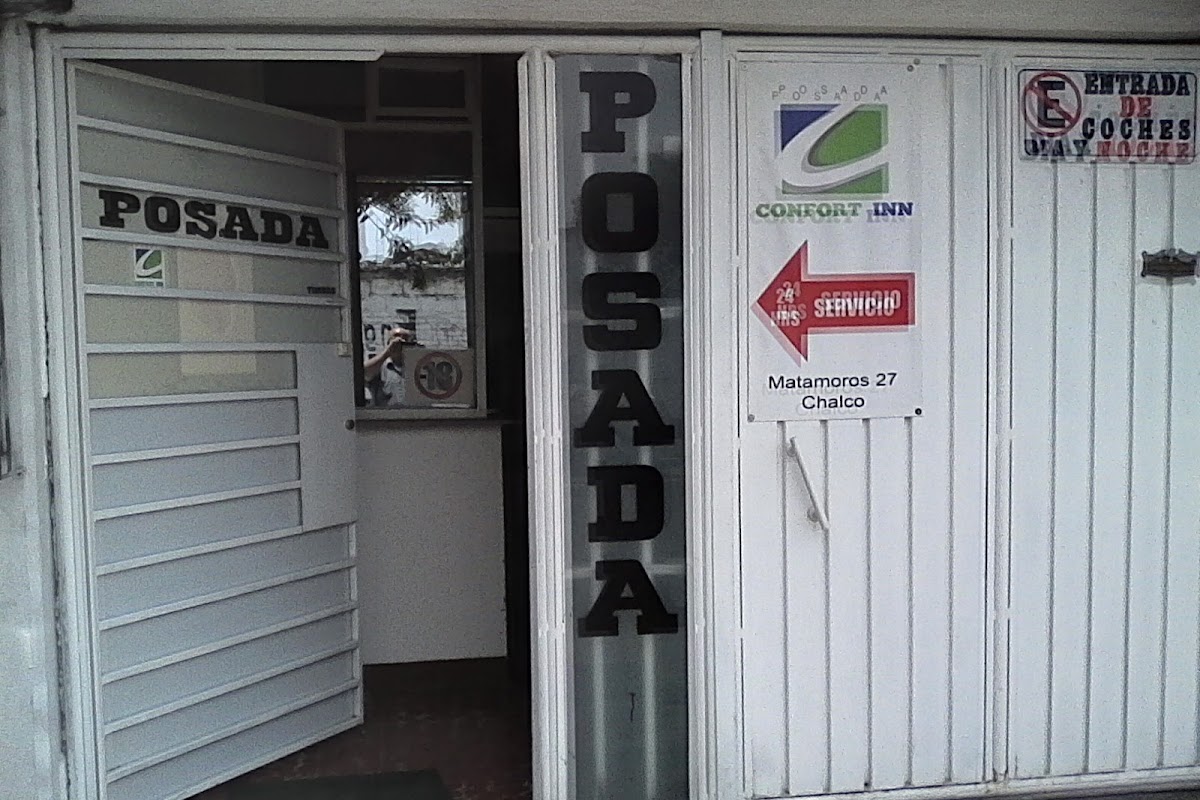 POSADA
POSADA
POSADA
CONFORT INN
24 HRS
SERVICIO
Matamoros 27
Chalco
-18
E
ENTRADA
DE
COCHES
DIA Y NOCHE